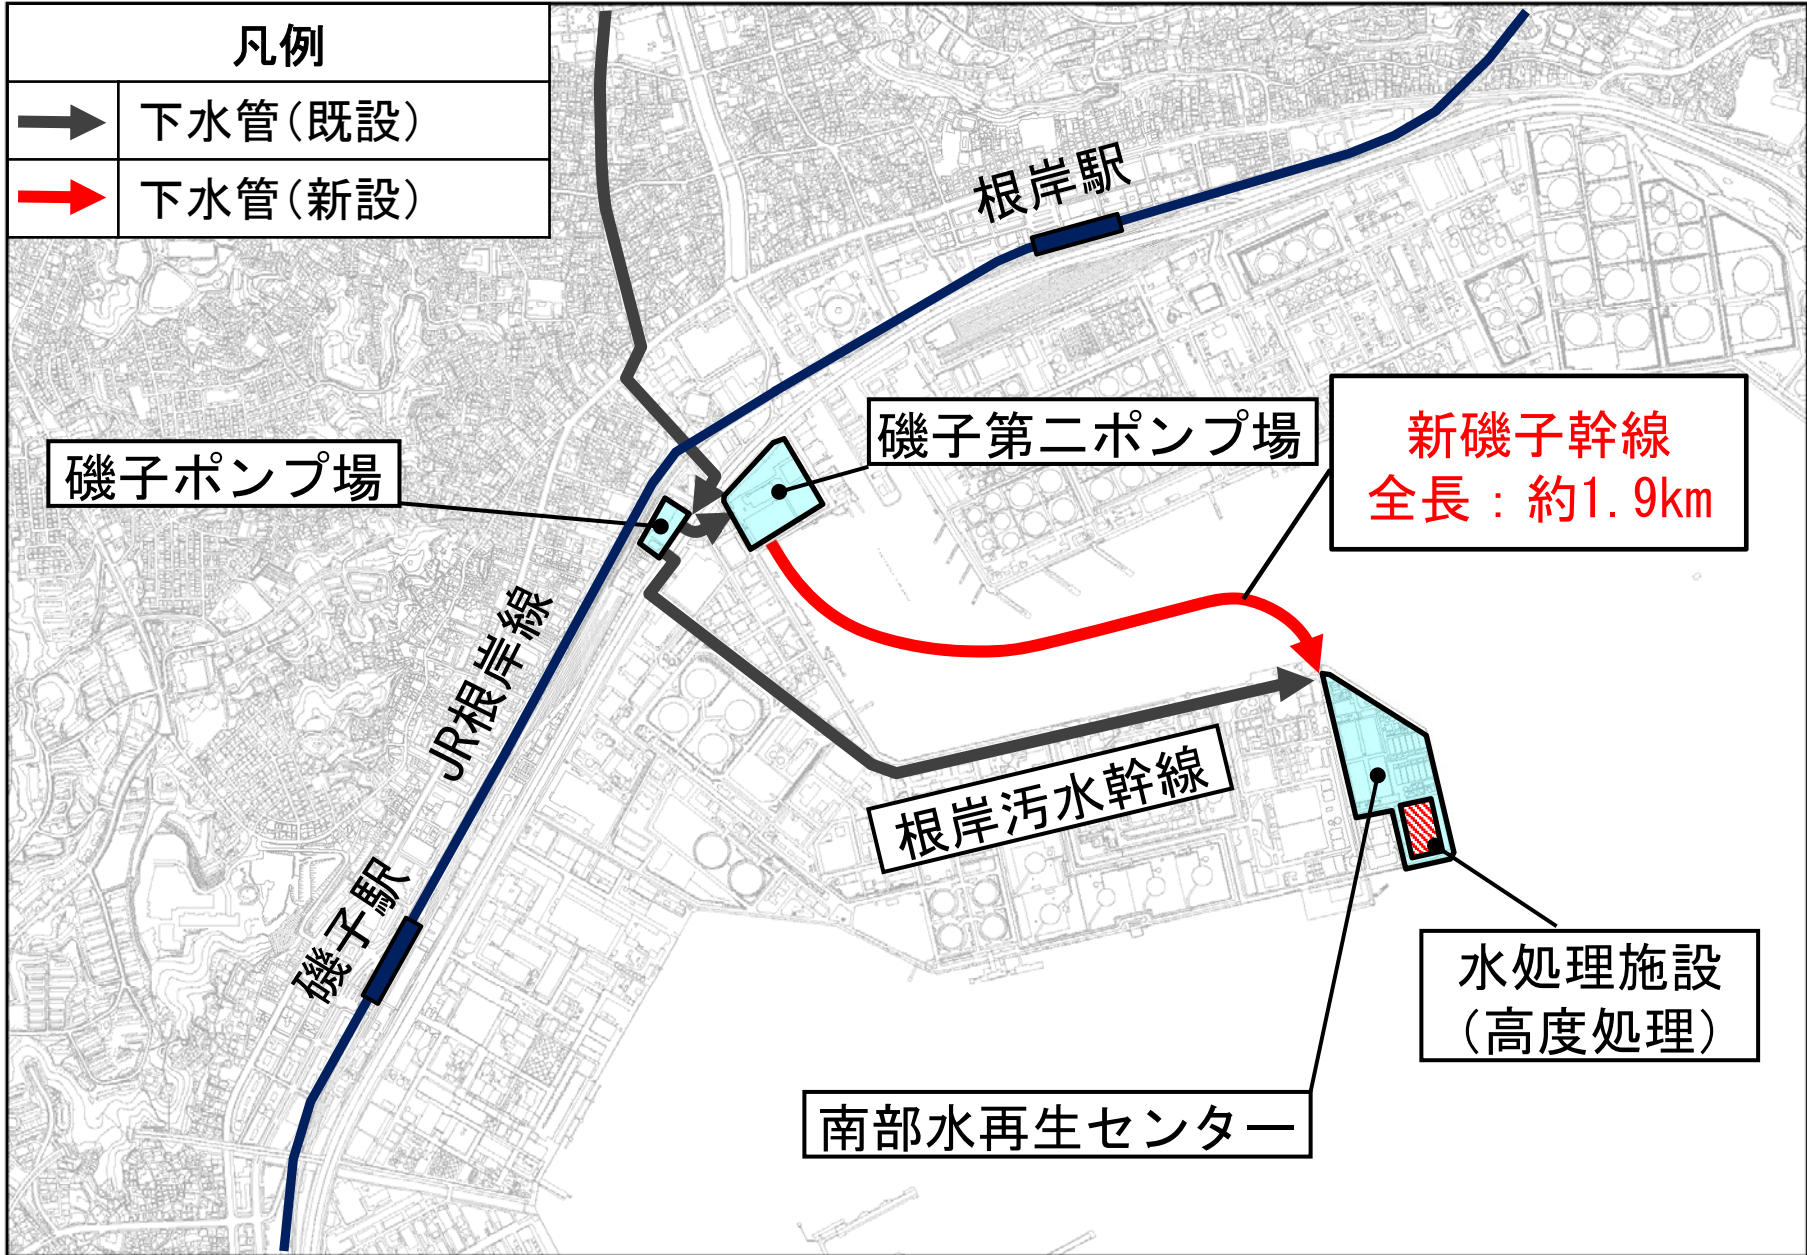 凡例
下水管(既設)
下水管(新設)
根岸駅
磯子第二ポンプ場
新磯子幹線
全長：約1.9km
磯子ポンプ場
JR根岸線
根岸汚水幹線
磯子駅
水処理施設
(高度処理)
南部水再生センター